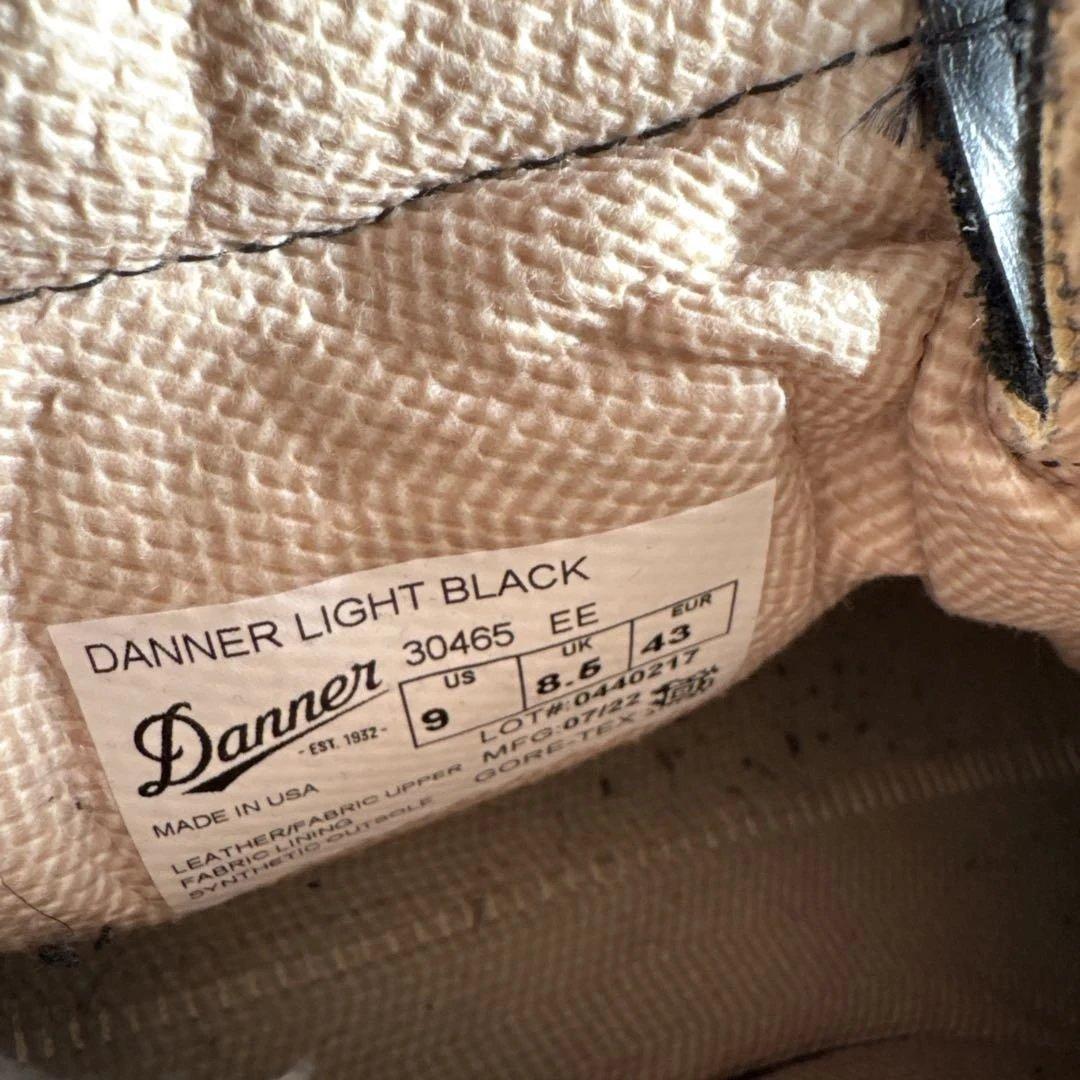 DANNER LIGHT BLACK
Danner 30465 EE
-EST. 1932-
US UK EUR
9 8.5 43
LOT#:0440217
MFG:07/22
GORE-TEX
MADE IN USA
LEATHER/FABRIC UPPER
FABRIC LINING
SYNTHETIC OUTSOLE